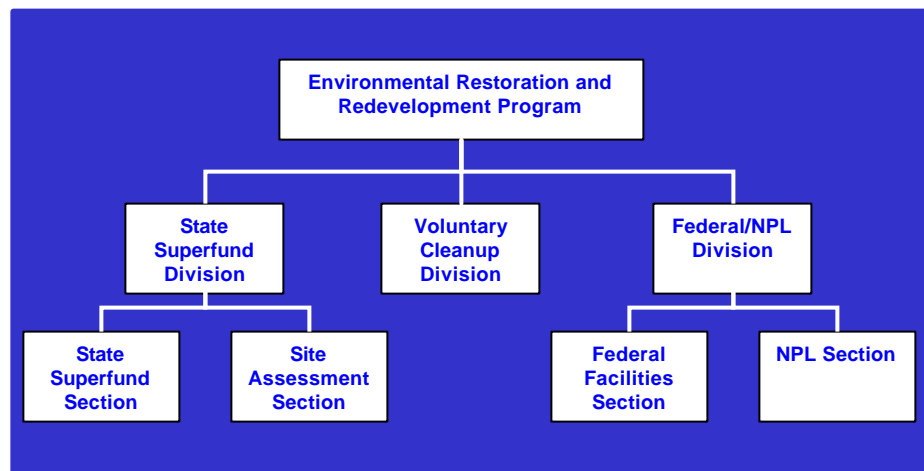 Environmental Restoration and
Redevelopment Program
State
Superfund
Division
Voluntary
Cleanup
Division
Federal/NPL
Division
State
Superfund
Section
Site
Assessment
Section
Federal
Facilities
Section
NPL Section